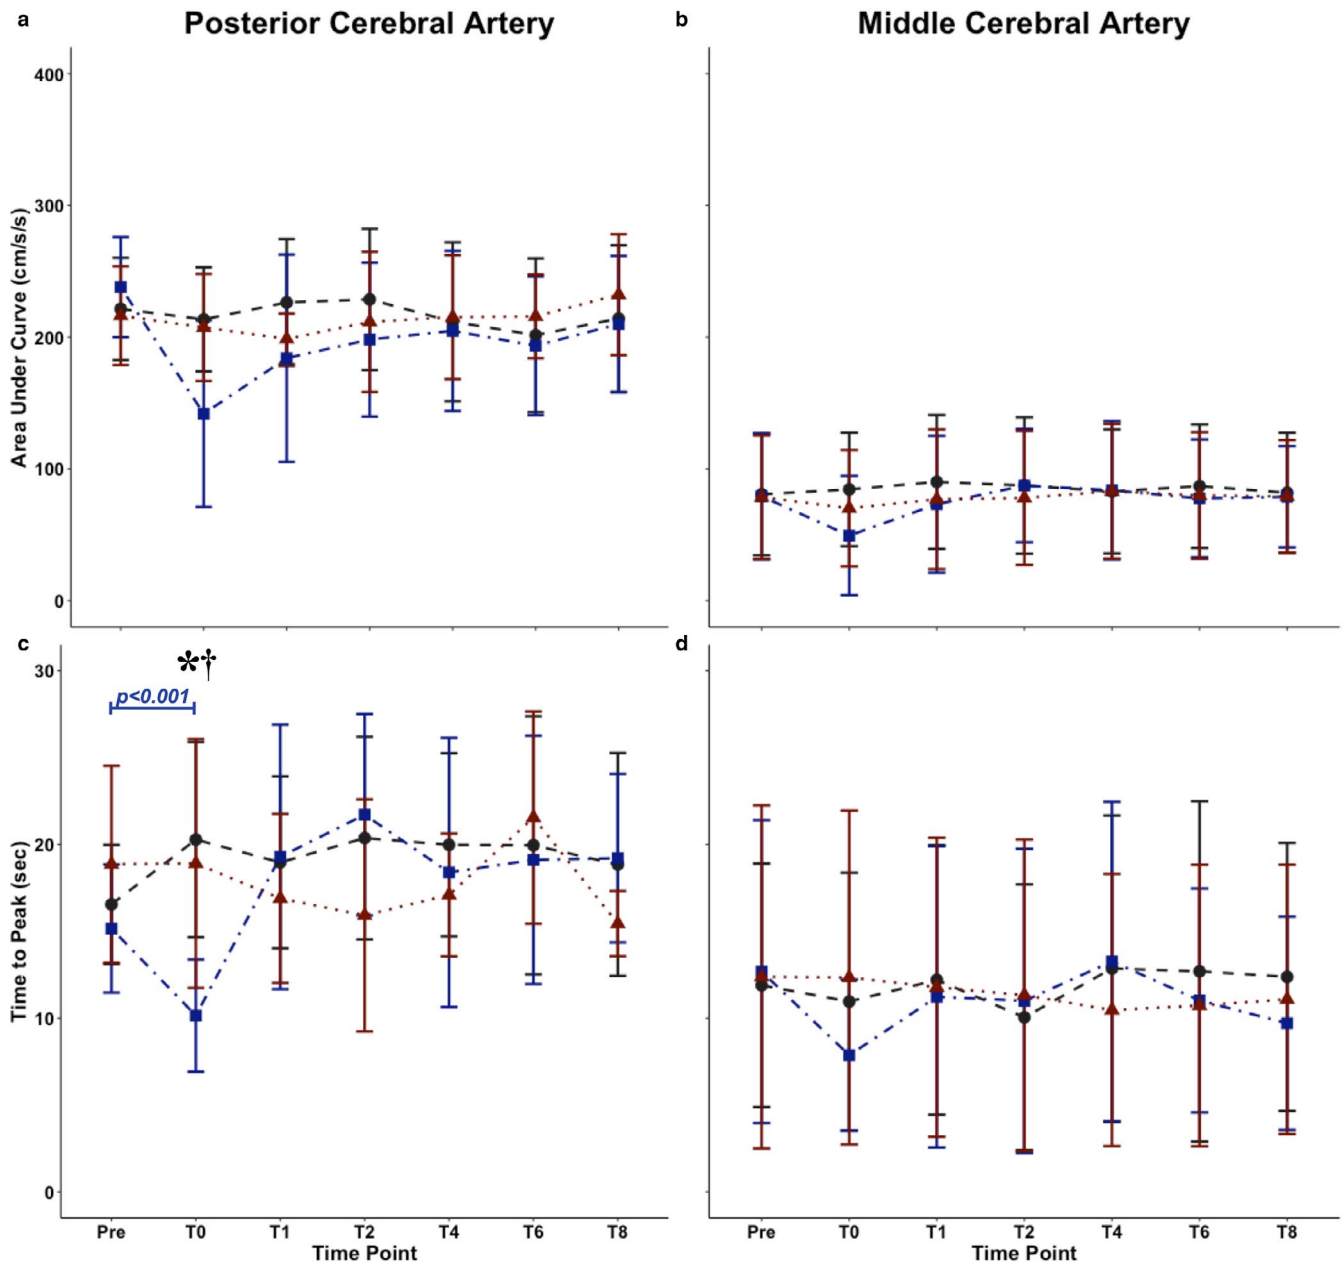 a
Posterior Cerebral Artery
b
Middle Cerebral Artery
Area Under Curve (cm/s/s)
400
300
200
100
0
c
*†
p<0.001
d
Time to Peak (sec)
30
20
10
0
Pre T0 T1 T2 T4 T6 T8
Time Point
Pre T0 T1 T2 T4 T6 T8
Time Point